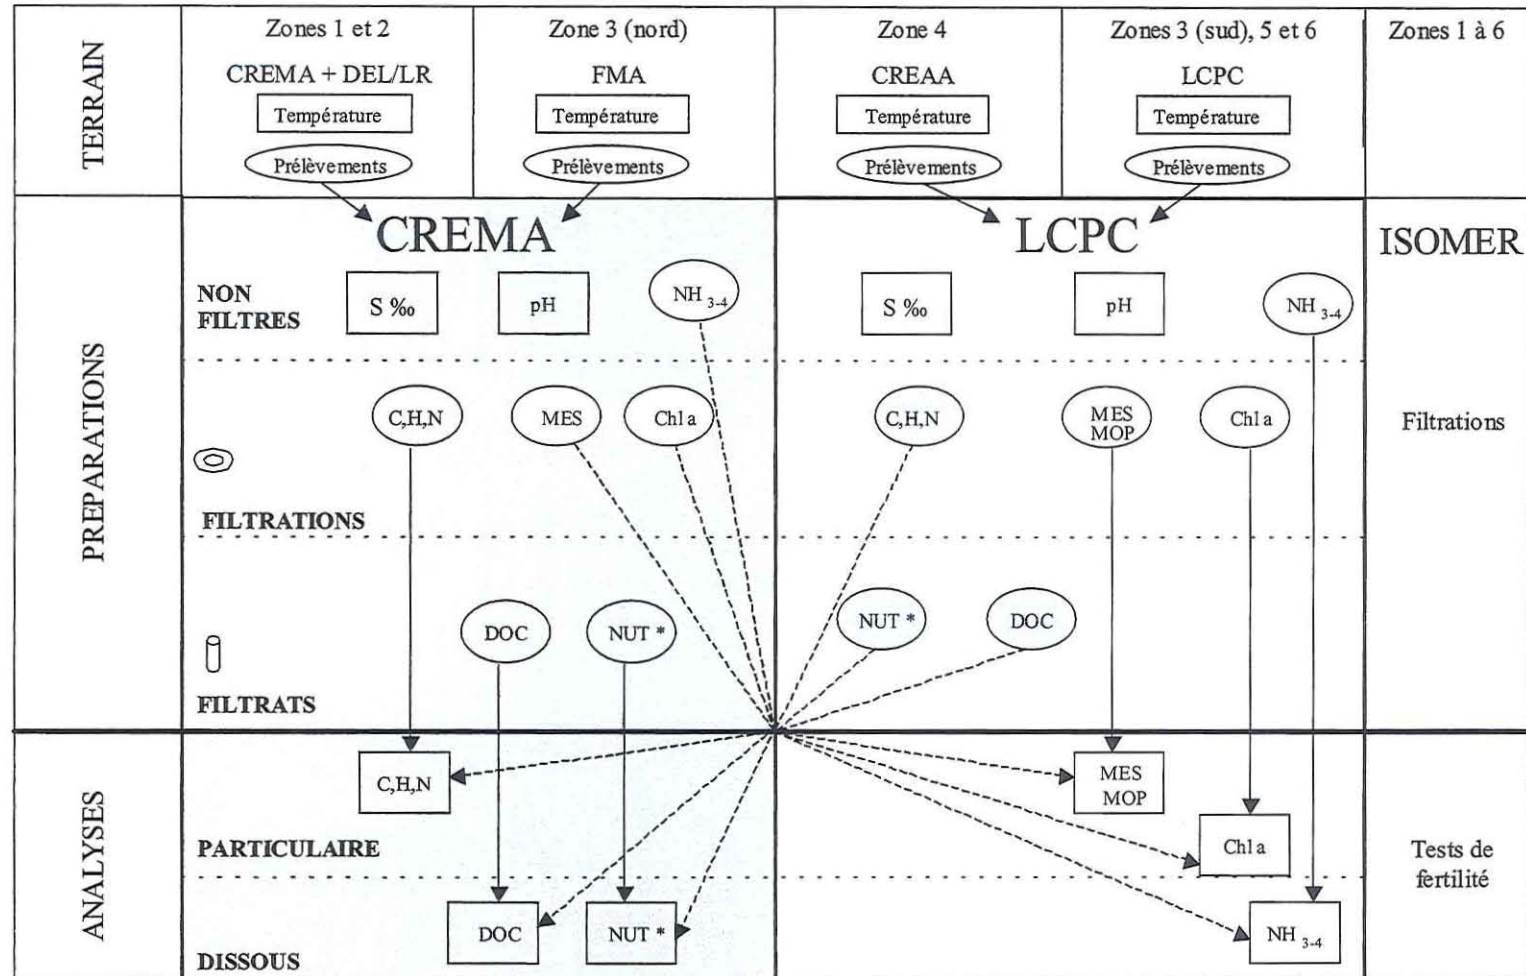 TERRAIN
Zones 1 et 2
Zone 3 (nord)
Zone 4
Zones 3 (sud), 5 et 6
Zones 1 à 6
CREMA + DEL/LR
FMA
CREAA
LCPC
Température
Température
Température
Température
Prélèvements
Prélèvements
Prélèvements
Prélèvements
PREPARATIONS
CREMA
LCPC
ISOMER
NON
FILTRES
S ‰
pH
NH 3-4
S ‰
pH
NH 3-4
C,H,N
MES
Chl a
C,H,N
MES
MOP
Chl a
Filtrations
FILTRATIONS
DOC
NUT *
NUT *
DOC
FILTRATS
ANALYSES
C,H,N
MES
MOP
PARTICULAIRE
Chl a
Tests de
fertilité
DOC
NUT *
NH 3-4
DISSOUS